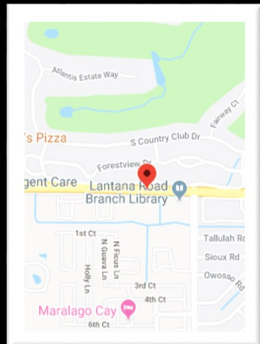 Atlantis Estate Way
Fairway Ct
's Pizza
S Country Club Dr
Forestview Dr
gent Care
Lantana Road
Branch Library
1st Ct
N Ficus Ln
N Guava Ln
Holly Ln
Tallulah Rd
Sioux Rd
Owosso Rd
3rd Ct
4th Ct
Maralago Cay
6th Ct